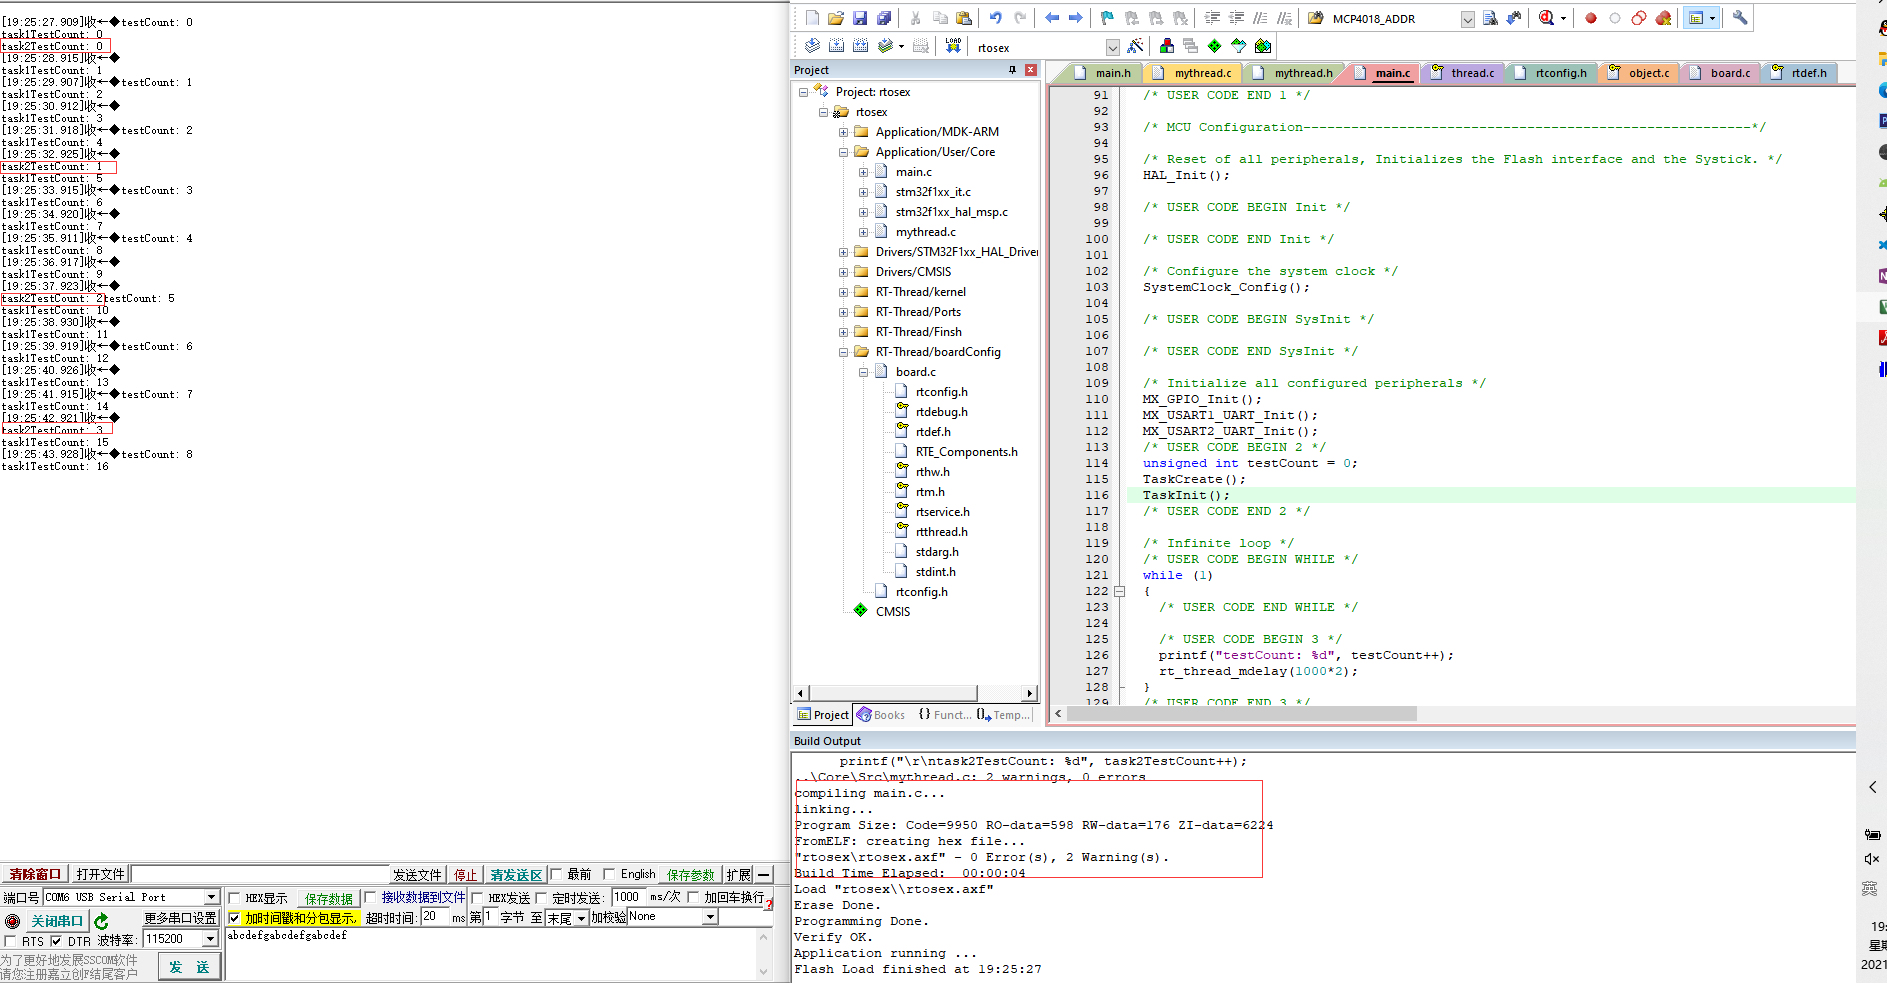 [19:25:27.909]收←◆testCount: 0
task1TestCount: 0
task2TestCount: 0
[19:25:28.915]收←◆
task1TestCount: 1
[19:25:29.907]收←◆testCount: 1
task1TestCount: 2
[19:25:30.912]收←◆
task1TestCount: 3
[19:25:31.918]收←◆testCount: 2
task1TestCount: 4
[19:25:32.925]收←◆
task2TestCount: 1
task1TestCount: 5
[19:25:33.915]收←◆testCount: 3
task1TestCount: 6
[19:25:34.920]收←◆
task1TestCount: 7
[19:25:35.911]收←◆testCount: 4
task1TestCount: 8
[19:25:36.917]收←◆
task1TestCount: 9
[19:25:37.923]收←◆
task2TestCount: 2testCount: 5
task1TestCount: 10
[19:25:38.930]收←◆
task1TestCount: 11
[19:25:39.919]收←◆testCount: 6
task1TestCount: 12
[19:25:40.926]收←◆
task1TestCount: 13
[19:25:41.915]收←◆testCount: 7
task1TestCount: 14
[19:25:42.921]收←◆
task2TestCount: 3
task1TestCount: 15
[19:25:43.928]收←◆testCount: 8
task1TestCount: 16
清除窗口 打开文件 发送文件 停止 清发送区 最前 English 保存参数 扩展 —
端口号 COM6 USB Serial Port HEX显示 保存数据 接收数据到文件 HEX发送 定时发送: 1000 ms/次 加回车换行
关闭串口 更多串口设置 加时间戳和分包显示, 超时时间: 20 ms 第 1 字节 至 末尾 加校验 None
RTS DTR 波特率: 115200
abcdefgabcdefgabcdef
为了更好地发展SSCOM软件
请您注册嘉立创F结尾客户
发 送
MCP4018_ADDR
LOAD
rtosex
Project
Project: rtosex
rtosex
Application/MDK-ARM
Application/User/Core
main.c
stm32f1xx_it.c
stm32f1xx_hal_msp.c
mythread.c
Drivers/STM32F1xx_HAL_Driver
Drivers/CMSIS
RT-Thread/kernel
RT-Thread/Ports
RT-Thread/Finsh
RT-Thread/boardConfig
board.c
rtconfig.h
rtdebug.h
rtdef.h
RTE_Components.h
rthw.h
rtm.h
rtservice.h
rtthread.h
stdarg.h
stdint.h
rtconfig.h
CMSIS
Project Books {} Funct... Temp...
main.h mythread.c mythread.h main.c thread.c rtconfig.h object.c board.c rtdef.h
91 /* USER CODE END 1 */
92
93 /* MCU Configuration--------------------------------------------------------*/
94
95 /* Reset of all peripherals, Initializes the Flash interface and the Systick. */
96 HAL_Init();
97
98 /* USER CODE BEGIN Init */
99
100 /* USER CODE END Init */
101
102 /* Configure the system clock */
103 SystemClock_Config();
104
105 /* USER CODE BEGIN SysInit */
106
107 /* USER CODE END SysInit */
108
109 /* Initialize all configured peripherals */
110 MX_GPIO_Init();
111 MX_USART1_UART_Init();
112 MX_USART2_UART_Init();
113 /* USER CODE BEGIN 2 */
114 unsigned int testCount = 0;
115 TaskCreate();
116 TaskInit();
117 /* USER CODE END 2 */
118
119 /* Infinite loop */
120 /* USER CODE BEGIN WHILE */
121 while (1)
122 {
123 /* USER CODE END WHILE */
124
125 /* USER CODE BEGIN 3 */
126 printf("testCount: %d", testCount++);
127 rt_thread_mdelay(1000*2);
128 }
129 /* USER CODE END 3 */
Build Output
printf("\r\ntask2TestCount: %d", task2TestCount++);
..\Core\Src\mythread.c: 2 warnings, 0 errors
compiling main.c...
linking...
Program Size: Code=9950 RO-data=598 RW-data=176 ZI-data=6224
FromELF: creating hex file...
"rtosex\rtosex.axf" - 0 Error(s), 2 Warning(s).
Build Time Elapsed:  00:00:04
Load "rtosex\\rtosex.axf"
Erase Done.
Programming Done.
Verify OK.
Application running ...
Flash Load finished at 19:25:27
英
19:
星期
2021